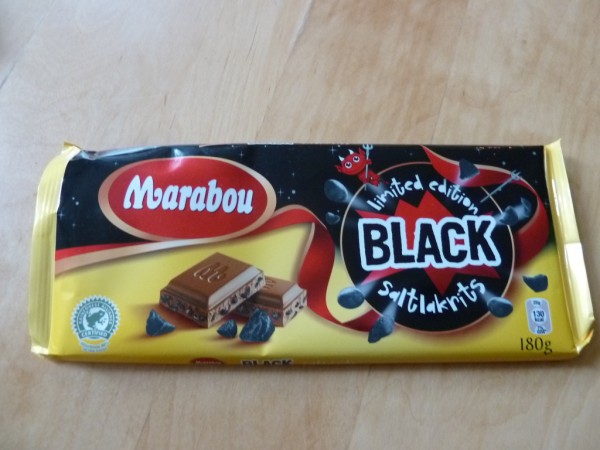 Marabou
limited edition
BLACK
Saltlakrits
130
180g
BLACK